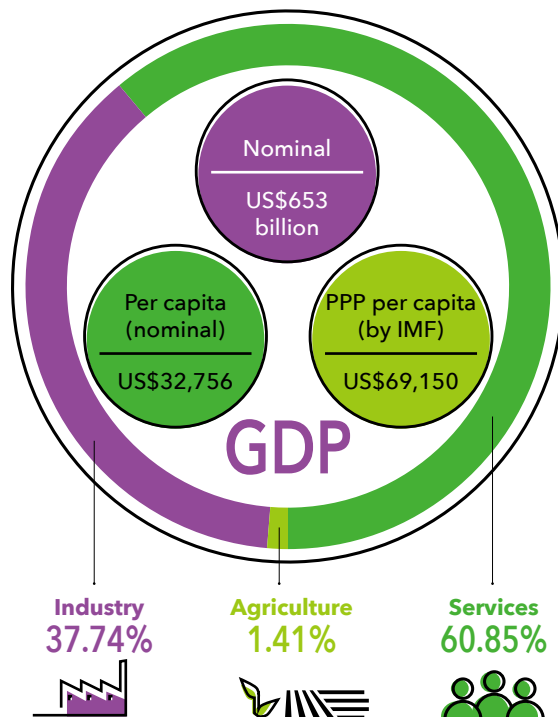 Nominal
US$653
billion
Per capita
(nominal)
US$32,756
PPP per capita
(by IMF)
US$69,150
GDP
Industry
37.74%
Agriculture
1.41%
Services
60.85%